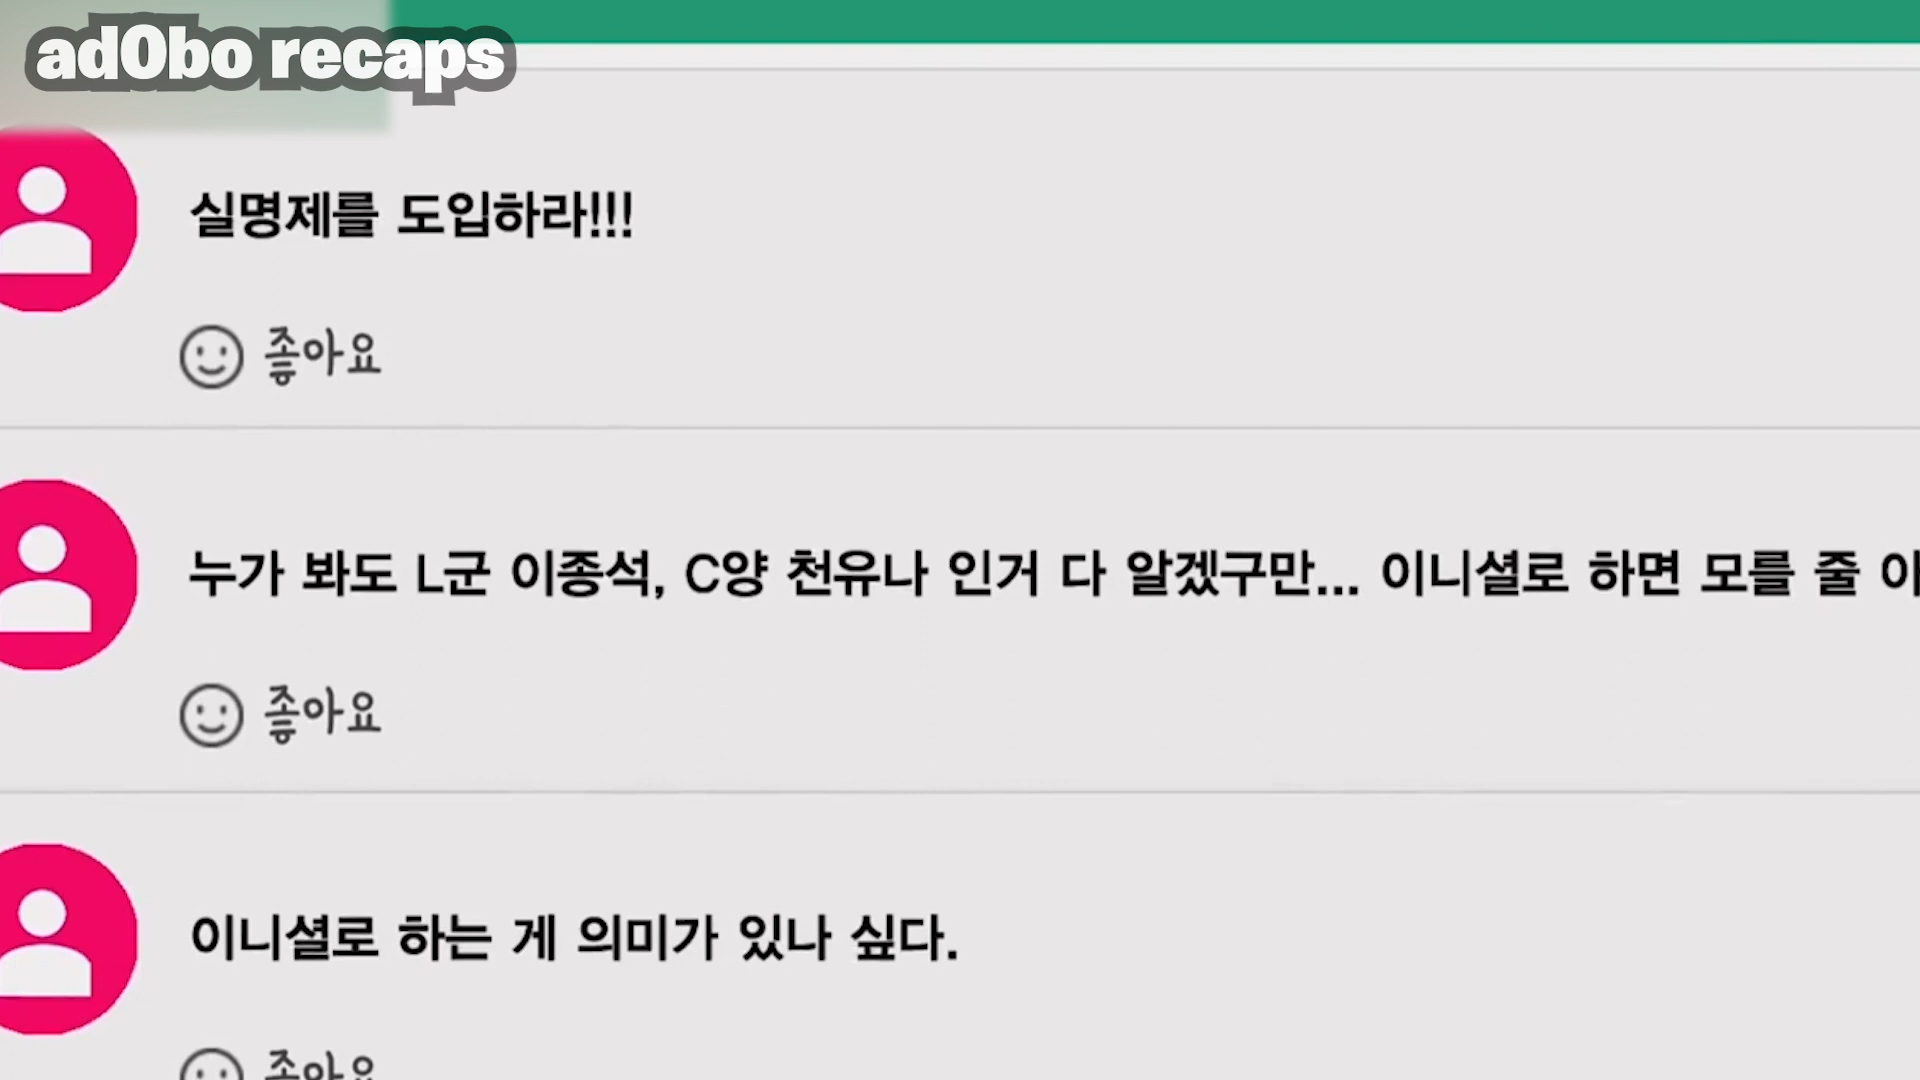 ad0bo recaps
실명제를 도입하라!!!
좋아요
누가 봐도 L군 이종석, C양 천유나 인거 다 알겠구만... 이니셜로 하면 모를 줄
좋아요
이니셜로 하는 게 의미가 있나 싶다.
좋아요